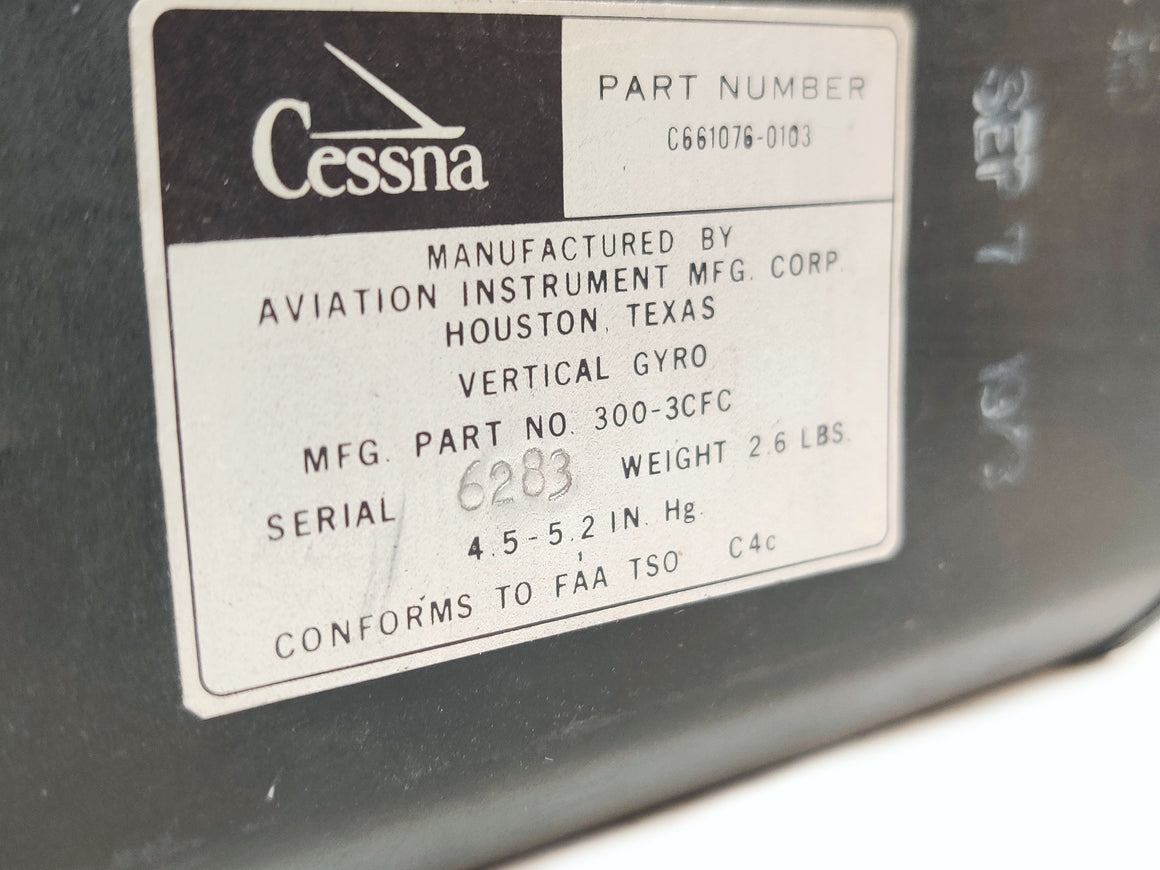 Cessna
PART NUMBER
C661076-0103
MANUFACTURED BY
AVIATION INSTRUMENT MFG. CORP.
HOUSTON, TEXAS
VERTICAL GYRO
MFG. PART NO. 300-3CFC
SERIAL 6283 WEIGHT 2.6 LBS.
4.5-5.2 IN. Hg.
CONFORMS TO FAA TSO C4c
SEP 7